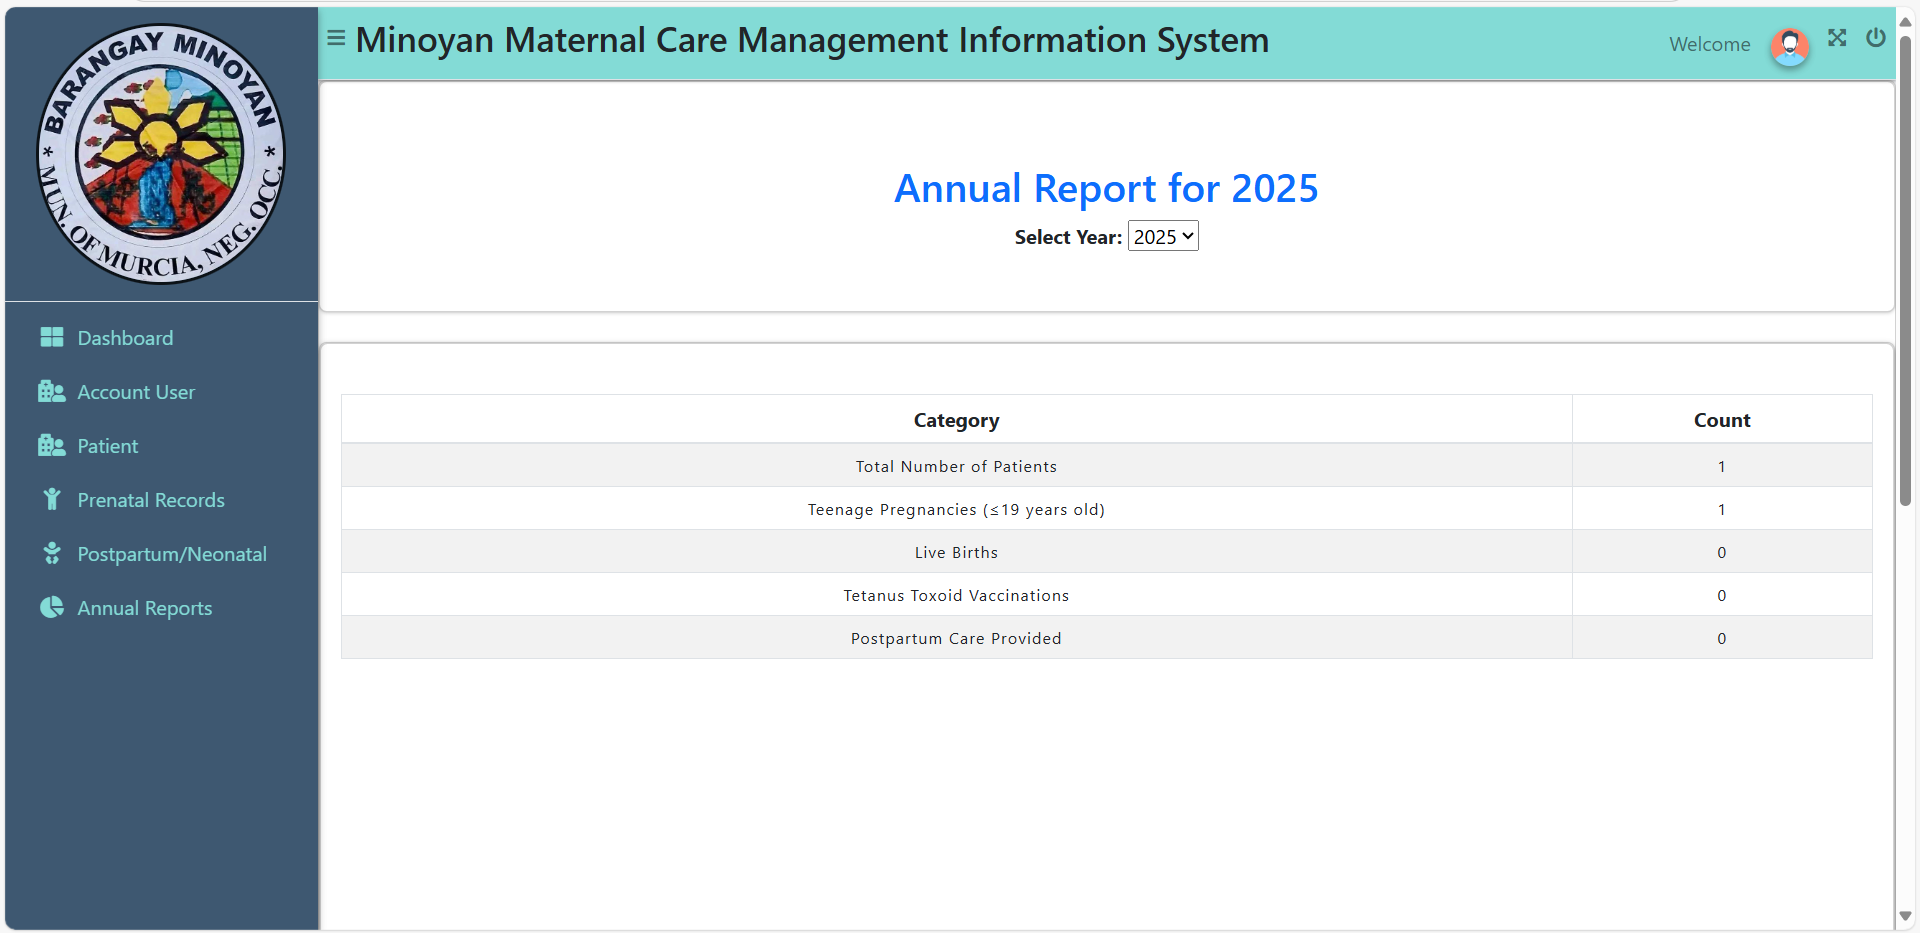 BARANGAY MINOYAN
* MUN. OF MURCIA, NEG. OCC. *
Minoyan Maternal Care Management Information System
Welcome
Dashboard
Account User
Patient
Prenatal Records
Postpartum/Neonatal
Annual Reports
Annual Report for 2025
Select Year: 2025
Category Count
Total Number of Patients 1
Teenage Pregnancies (≤19 years old) 1
Live Births 0
Tetanus Toxoid Vaccinations 0
Postpartum Care Provided 0